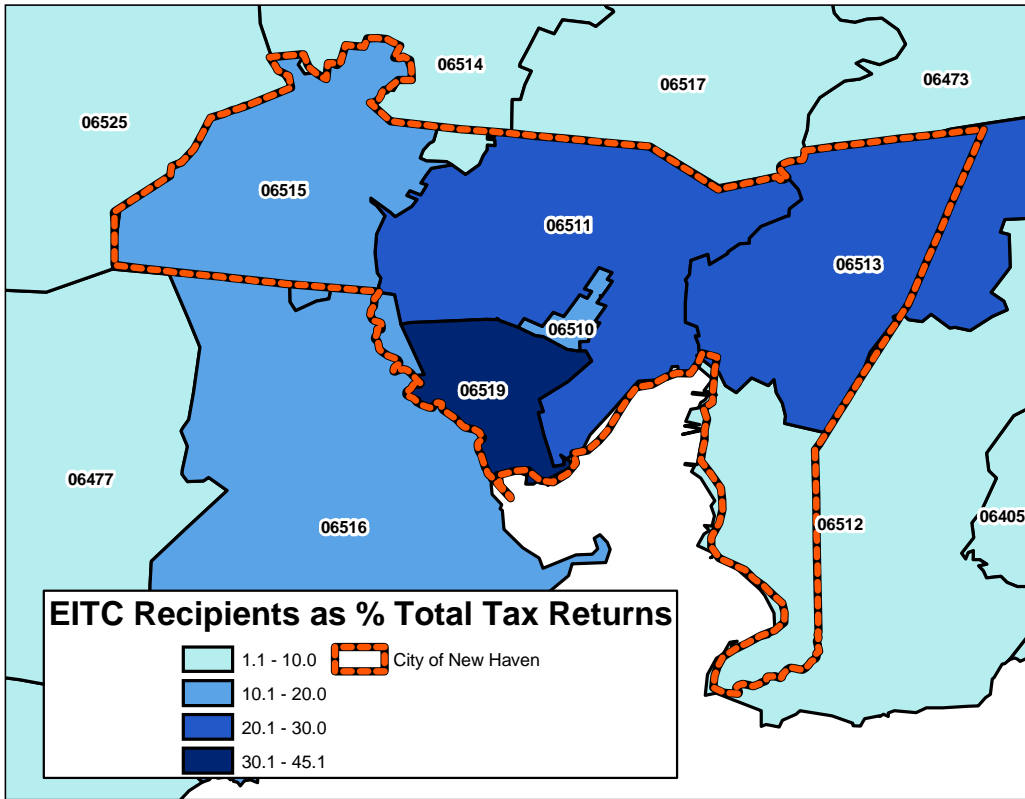 06514
06517
06473
06525
06515
06511
06513
06510
06519
06477
06516
06512
06405
EITC Recipients as % Total Tax Returns
1.1 - 10.0
City of New Haven
10.1 - 20.0
20.1 - 30.0
30.1 - 45.1